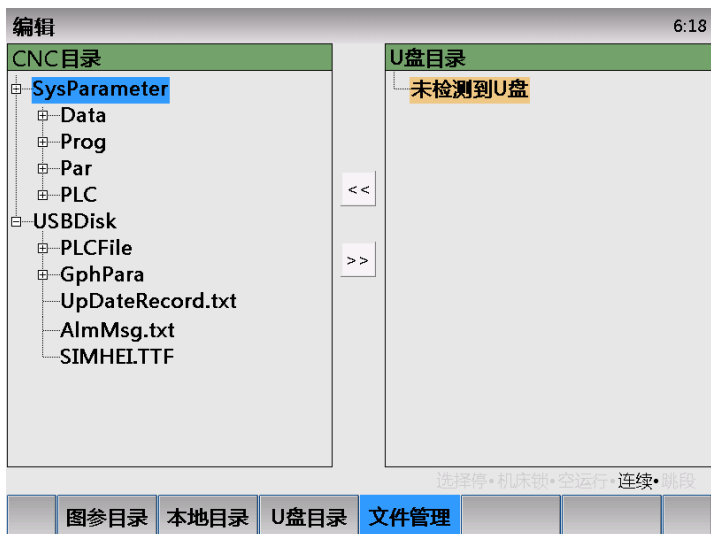 编辑 6:18
CNC目录
SysParameter
Data
Prog
Par
PLC
USBDisk
PLCFile
GphPara
UpDateRecord.txt
AlmMsg.txt
SIMHEI.TTF
<<
>>
U盘目录
未检测到U盘
选择停•机床锁•空运行•连续•跳段
图参目录 本地目录 U盘目录 文件管理